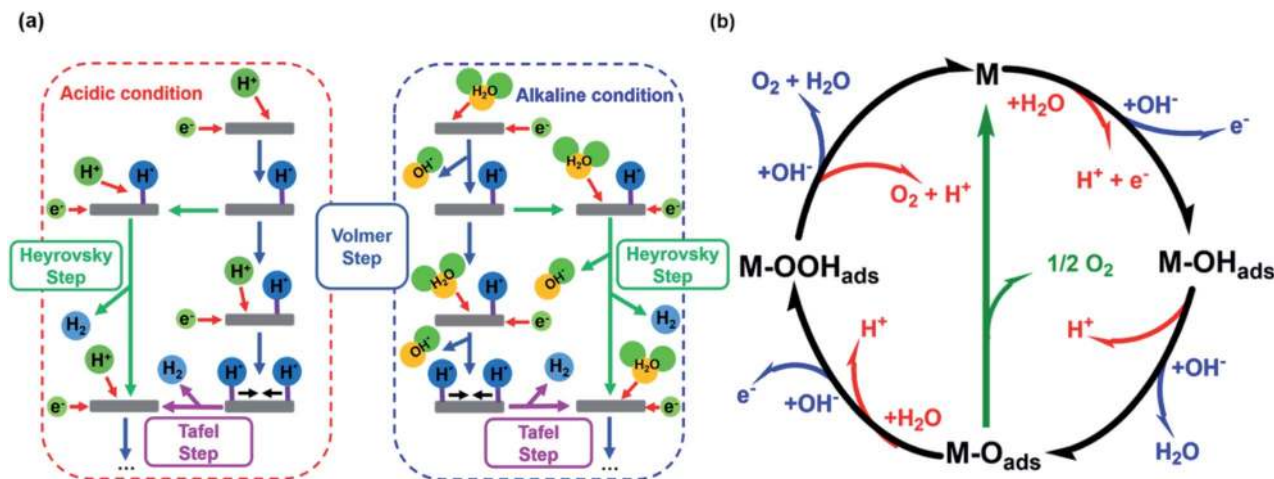 (a)
Acidic condition
H+
e-
H+
H*
H*
e-
Heyrovsky
Step
H+
H*
e-
H2
H+
H2
H*
H*
e-
Tafel
Step
...
Volmer
Step
Alkaline condition
H2O
e-
OH-
H2O
H*
H*
e-
Heyrovsky
Step
H2O
H*
OH-
e-
OH-
H2
H*
H*
H2
H2O
e-
Tafel
Step
...
(b)
M
O2 + H2O
+H2O
+OH-
e-
+OH-
O2 + H+
H+ + e-
M-OOHads
1/2 O2
M-OHads
H+
H+
e-
+OH-
+OH-
+H2O
H2O
M-Oads